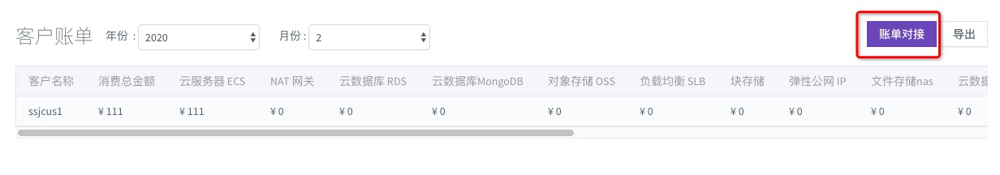 客户账单 年份 : 2020 月份 : 2 账单对接 导出
客户名称 消费总金额 云服务器 ECS NAT 网关 云数据库 RDS 云数据库MongoDB 对象存储 OSS 负载均衡 SLB 块存储 弹性公网 IP 文件存储nas 云数据
ssjcus1 ¥ 111 ¥ 111 ¥ 0 ¥ 0 ¥ 0 ¥ 0 ¥ 0 ¥ 0 ¥ 0 ¥ 0 ¥ 0